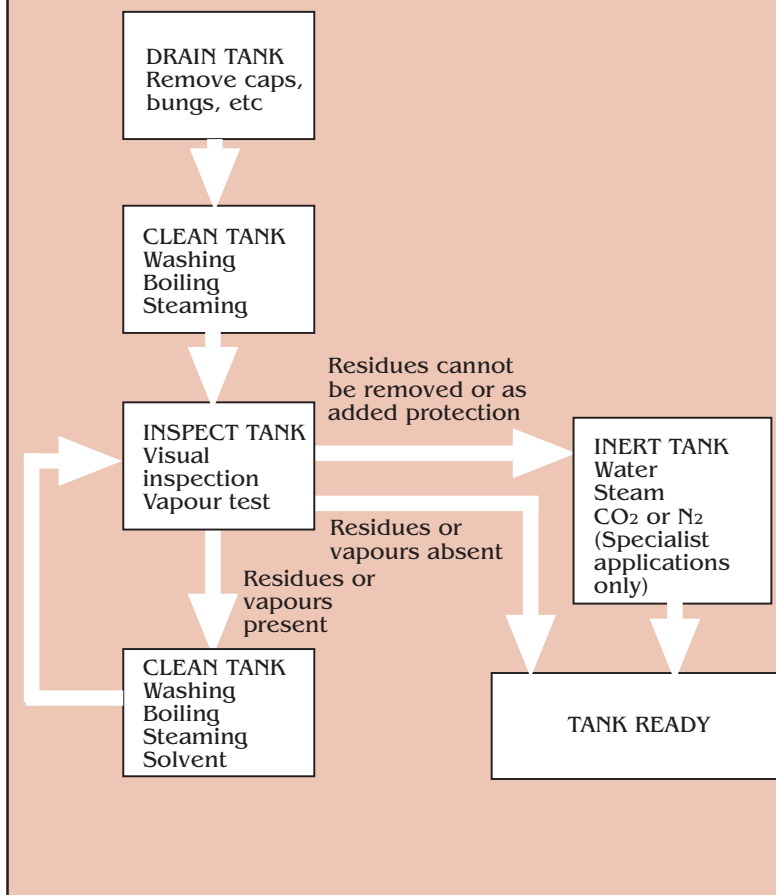 DRAIN TANK
Remove caps,
bungs, etc
CLEAN TANK
Washing
Boiling
Steaming
Residues cannot
be removed or as
added protection
INSPECT TANK
Visual
inspection
Vapour test
INERT TANK
Water
Steam
CO2 or N2
(Specialist
applications
only)
Residues or
vapours absent
Residues or
vapours
present
CLEAN TANK
Washing
Boiling
Steaming
Solvent
TANK READY